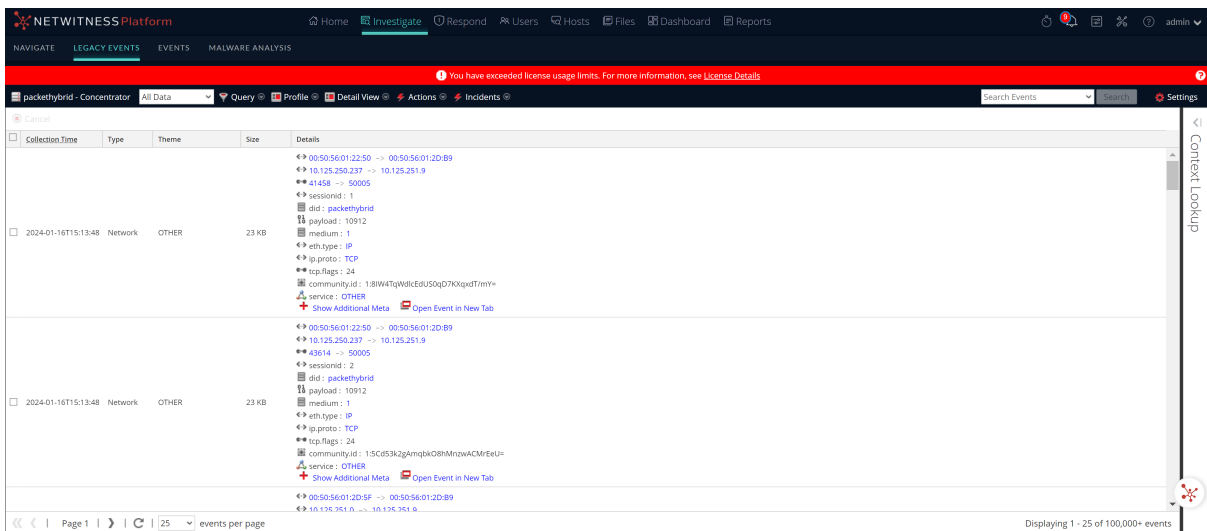 NETWITNESS Platform
Home Investigate Respond Users Hosts Files Dashboard Reports
9
admin
NAVIGATE LEGACY EVENTS EVENTS MALWARE ANALYSIS
You have exceeded license usage limits. For more information, see License Details
packethybrid - Concentrator All Data Query Profile Detail View Actions Incidents Search Events Search Settings
Cancel
Context Lookup
Collection Time Type Theme Size Details
00:50:56:01:22:50 -> 00:50:56:01:2D:B9
10.125.250.237 -> 10.125.251.9
41458 -> 50005
sessionid : 1
did : packethybrid
payload : 10912
medium : 1
2024-01-16T15:13:48 Network OTHER 23 KB
eth.type : IP
ip.proto : TCP
tcp.flags : 24
community.id : 1:8IW4TqWdlcEdUS0qD7KXqxdT/mY=
service : OTHER
Show Additional Meta Open Event in New Tab
00:50:56:01:22:50 -> 00:50:56:01:2D:B9
10.125.250.237 -> 10.125.251.9
43614 -> 50005
sessionid : 2
did : packethybrid
payload : 10912
medium : 1
2024-01-16T15:13:48 Network OTHER 23 KB
eth.type : IP
ip.proto : TCP
tcp.flags : 24
community.id : 1:5Cd53k2gAmqbkO8hMnzwACMrEeU=
service : OTHER
Show Additional Meta Open Event in New Tab
00:50:56:01:2D:5F -> 00:50:56:01:2D:B9
10.125.251.0 -> 10.125.251.9
Page 1 25 events per page Displaying 1 - 25 of 100,000+ events